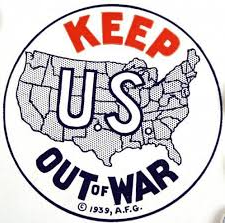 KEEP
US
OUT OF WAR
© 1939, A.F.G.